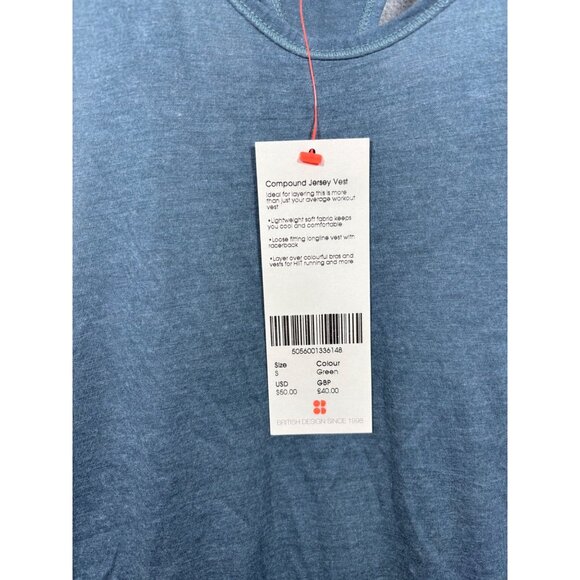 Compound Jersey Vest
Ideal for layering this is more
than just your average workout
vest
•Lightweight soft fabric keeps
you cool and comfortable
•Loose fitting longline vest with
racerback
•Layer over colourful bras and
vests for HIIT running and more
5056001336148
Size Colour
S Green
USD GBP
$50.00 £40.00
BRITISH DESIGN SINCE 1998